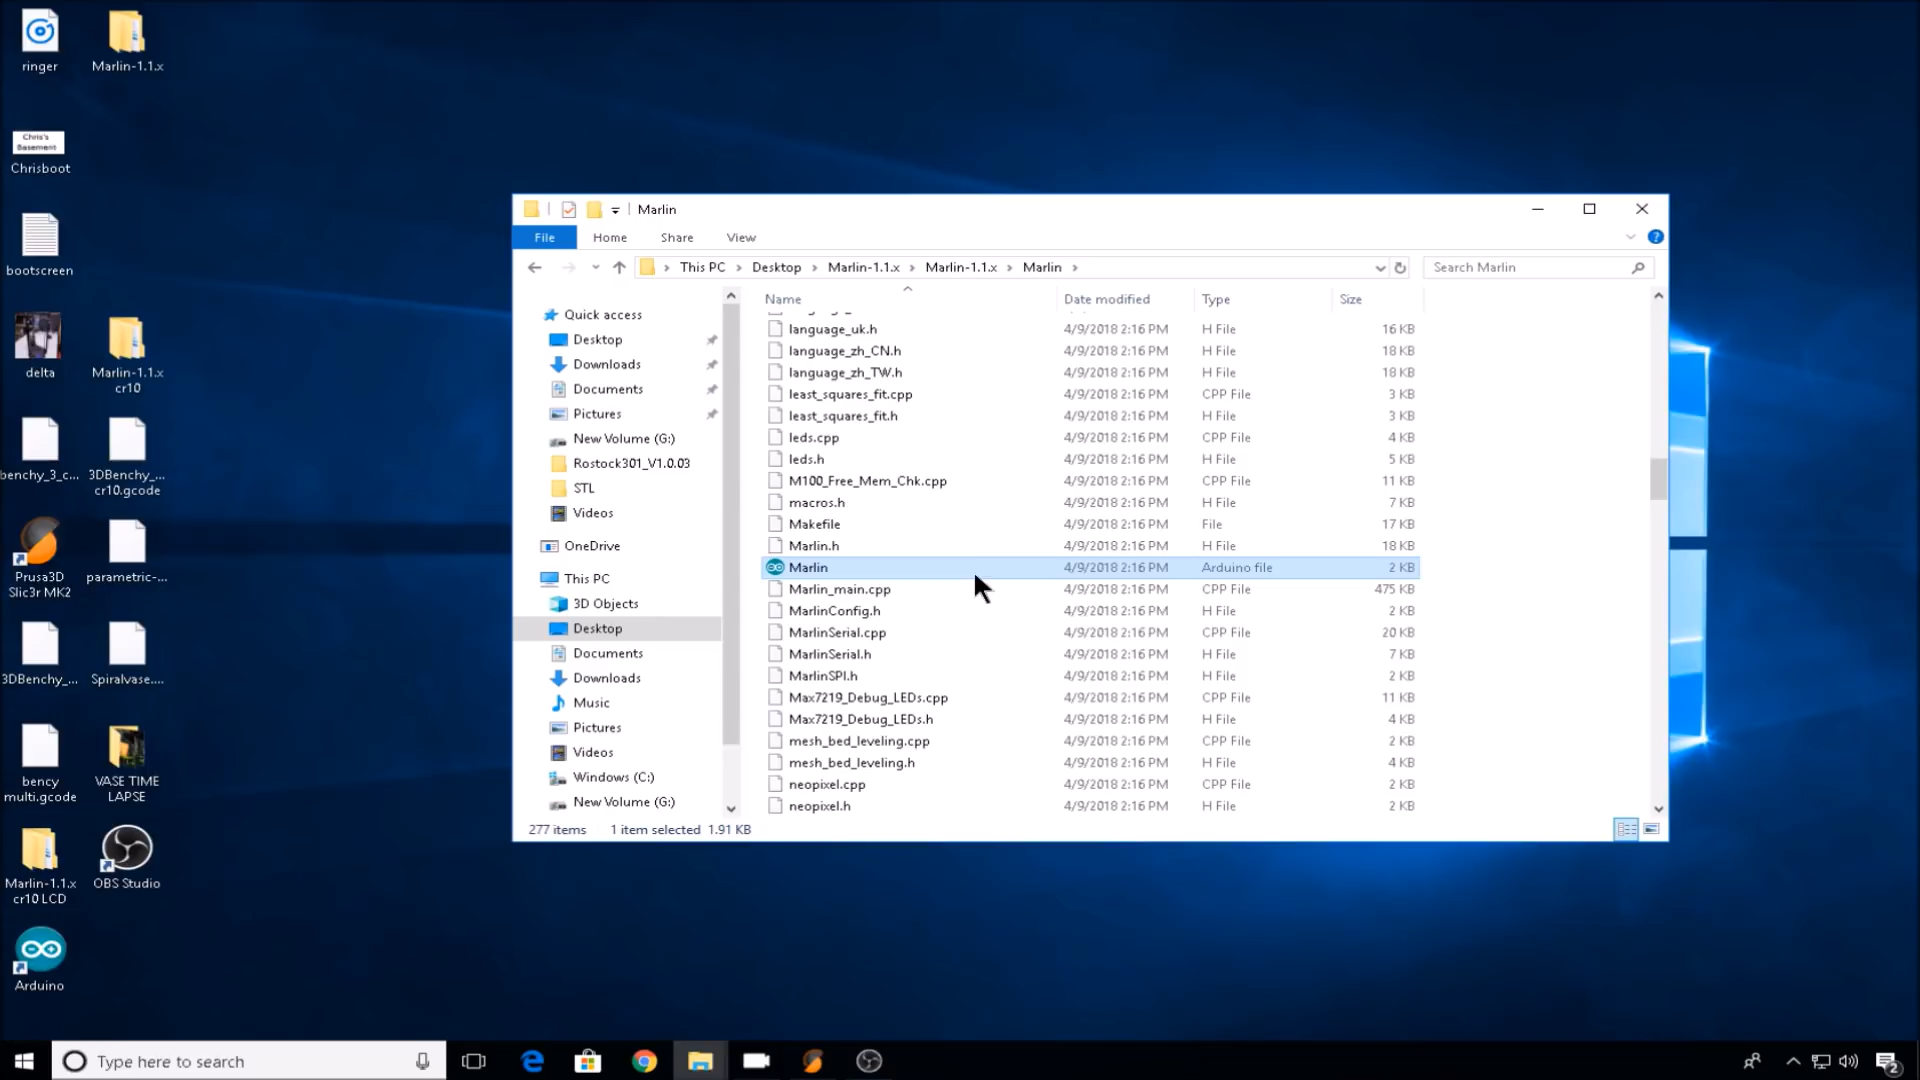 ringer
Marlin-1.1.x
Chris's
Basement
Chrisboot
bootscreen
delta
Marlin-1.1.x
cr10
benchy_3_c...
3DBenchy_...
cr10.gcode
Prusa3D
Slic3r MK2
parametric-...
3DBenchy_...
Spiralvase....
bency
multi.gcode
VASE TIME
LAPSE
Marlin-1.1.x
cr10 LCD
OBS Studio
Arduino
Marlin
File Home Share View
This PC > Desktop > Marlin-1.1.x > Marlin-1.1.x > Marlin >
Search Marlin
Quick access
Desktop
Downloads
Documents
Pictures
New Volume (G:)
Rostock301_V1.0.03
STL
Videos
OneDrive
This PC
3D Objects
Desktop
Documents
Downloads
Music
Pictures
Videos
Windows (C:)
New Volume (G:)
Name Date modified Type Size
language_uk.h 4/9/2018 2:16 PM H File 16 KB
language_zh_CN.h 4/9/2018 2:16 PM H File 18 KB
language_zh_TW.h 4/9/2018 2:16 PM H File 18 KB
least_squares_fit.cpp 4/9/2018 2:16 PM CPP File 3 KB
least_squares_fit.h 4/9/2018 2:16 PM H File 3 KB
leds.cpp 4/9/2018 2:16 PM CPP File 4 KB
leds.h 4/9/2018 2:16 PM H File 5 KB
M100_Free_Mem_Chk.cpp 4/9/2018 2:16 PM CPP File 11 KB
macros.h 4/9/2018 2:16 PM H File 7 KB
Makefile 4/9/2018 2:16 PM File 17 KB
Marlin.h 4/9/2018 2:16 PM H File 18 KB
Marlin 4/9/2018 2:16 PM Arduino file 2 KB
Marlin_main.cpp 4/9/2018 2:16 PM CPP File 475 KB
MarlinConfig.h 4/9/2018 2:16 PM H File 2 KB
MarlinSerial.cpp 4/9/2018 2:16 PM CPP File 20 KB
MarlinSerial.h 4/9/2018 2:16 PM H File 7 KB
MarlinSPI.h 4/9/2018 2:16 PM H File 2 KB
Max7219_Debug_LEDs.cpp 4/9/2018 2:16 PM CPP File 11 KB
Max7219_Debug_LEDs.h 4/9/2018 2:16 PM H File 4 KB
mesh_bed_leveling.cpp 4/9/2018 2:16 PM CPP File 2 KB
mesh_bed_leveling.h 4/9/2018 2:16 PM H File 4 KB
neopixel.cpp 4/9/2018 2:16 PM CPP File 2 KB
neopixel.h 4/9/2018 2:16 PM H File 2 KB
277 items 1 item selected 1.91 KB
Type here to search
2